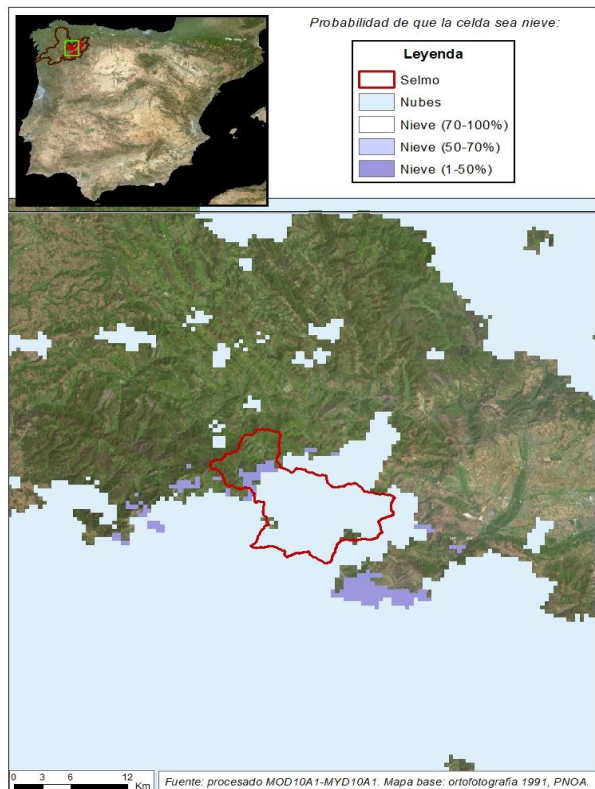 Probabilidad de que la celda sea nieve:
Leyenda
Selmo
Nubes
Nieve (70-100%)
Nieve (50-70%)
Nieve (1-50%)
0 3 6 12
Km
Fuente: procesado MOD10A1-MYD10A1. Mapa base: ortofotografia 1991, PNOA.